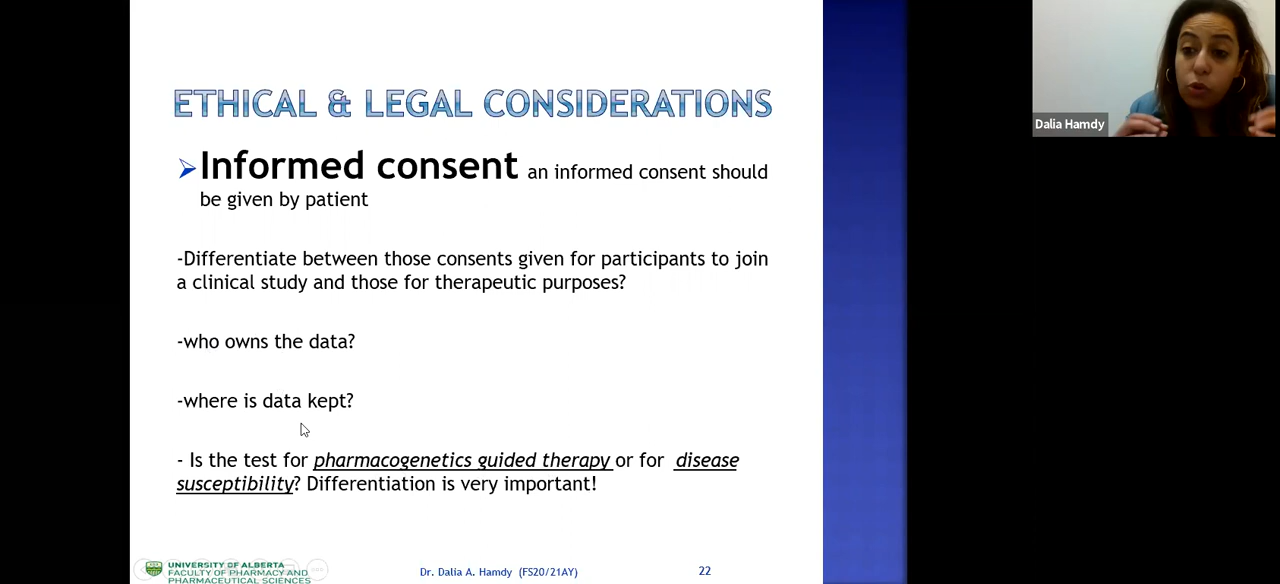 ETHICAL & LEGAL CONSIDERATIONS
Informed consent an informed consent should
be given by patient
-Differentiate between those consents given for participants to join
a clinical study and those for therapeutic purposes?
-who owns the data?
-where is data kept?
- Is the test for pharmacogenetics guided therapy or for disease
susceptibility? Differentiation is very important!
UNIVERSITY OF ALBERTA
FACULTY OF PHARMACY AND
PHARMACEUTICAL SCIENCES
Dr. Dalia A. Hamdy (FS20/21AY)
22
Dalia Hamdy